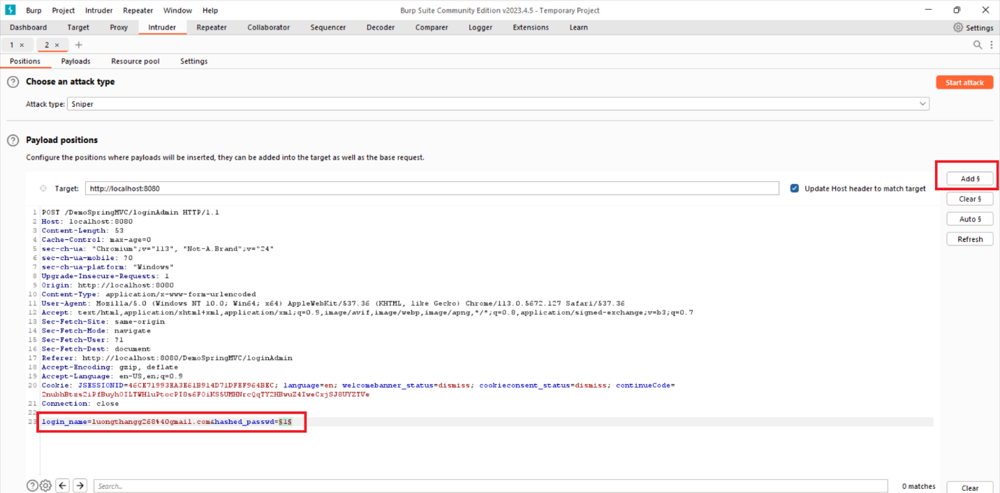 Burp Project Intruder Repeater Window Help Burp Suite Community Edition v2023.4.5 - Temporary Project
Dashboard Target Proxy Intruder Repeater Collaborator Sequencer Decoder Comparer Logger Extensions Learn Settings
1 × 2 × +
Positions Payloads Resource pool Settings
? Choose an attack type Start attack
Attack type: Sniper
? Payload positions
Configure the positions where payloads will be inserted, they can be added into the target as well as the base request.
Add §
Target: http://localhost:8080 Update Host header to match target
Clear §
Auto §
Refresh
1 POST /DemoSpringMVC/loginAdmin HTTP/1.1
2 Host: localhost:8080
3 Content-Length: 53
4 Cache-Control: max-age=0
5 sec-ch-ua: "Chromium";v="113", "Not-A.Brand";v="24"
6 sec-ch-ua-mobile: ?0
7 sec-ch-ua-platform: "Windows"
8 Upgrade-Insecure-Requests: 1
9 Origin: http://localhost:8080
10 Content-Type: application/x-www-form-urlencoded
11 User-Agent: Mozilla/5.0 (Windows NT 10.0; Win64; x64) AppleWebKit/537.36 (KHTML, like Gecko) Chrome/113.0.5672.127 Safari/537.36
12 Accept: text/html,application/xhtml+xml,application/xml;q=0.9,image/avif,image/webp,image/apng,*/*;q=0.8,application/signed-exchange;v=b3;q=0.7
13 Sec-Fetch-Site: same-origin
14 Sec-Fetch-Mode: navigate
15 Sec-Fetch-User: ?1
16 Sec-Fetch-Dest: document
17 Referer: http://localhost:8080/DemoSpringMVC/loginAdmin
18 Accept-Encoding: gzip, deflate
19 Accept-Language: en-US,en;q=0.9
20 Cookie: JSESSIONID=46CE71993EA3E61B914D71DFEF964BEC; language=en; welcomebanner_status=dismiss; cookieconsent_status=dismiss; continueCode=
2nubhBtzs2iPfBuyh0ILTWHluPtocPI8s6F0iKS5UMHNrcQqTY2HBwuZ4IweCxjSJ8UYZTVe
21 Connection: close
22
23 login_name=luongthangg268%40gmail.com&hashed_passwd=§1§
? Search... 0 matches Clear